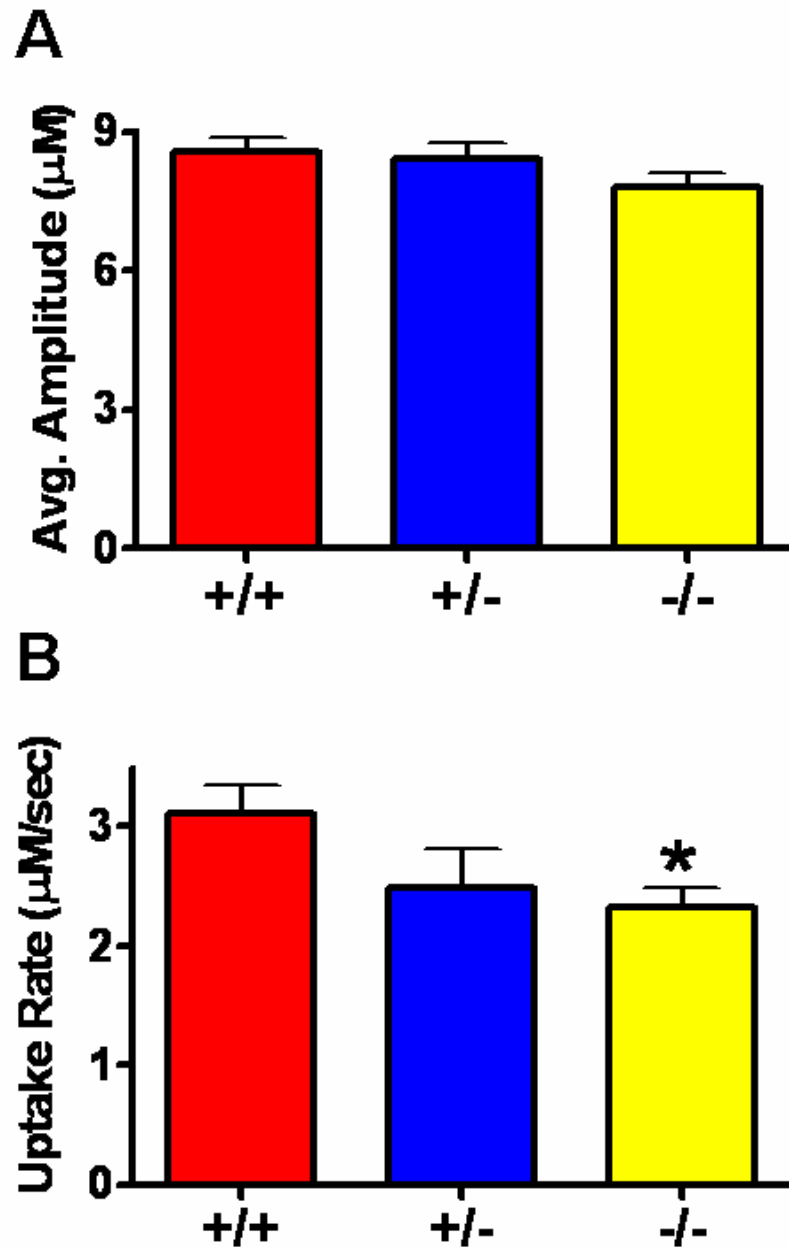 A
Avg. Amplitude (μM)
9
6
3
0
+/+ +/- -/-
B
Uptake Rate (μM/sec)
3
2
1
0
*
+/+ +/- -/-